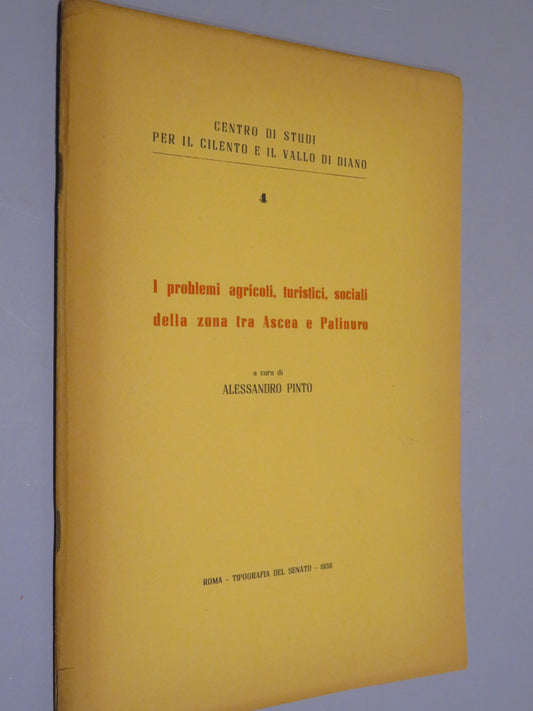 CENTRO DI STUDI
PER IL CILENTO E IL VALLO DI DIANO
4
I problemi agricoli, turistici, sociali
della zona tra Ascea e Palinuro
a cura di
ALESSANDRO PINTO
ROMA - TIPOGRAFIA DEL SENATO - 1956